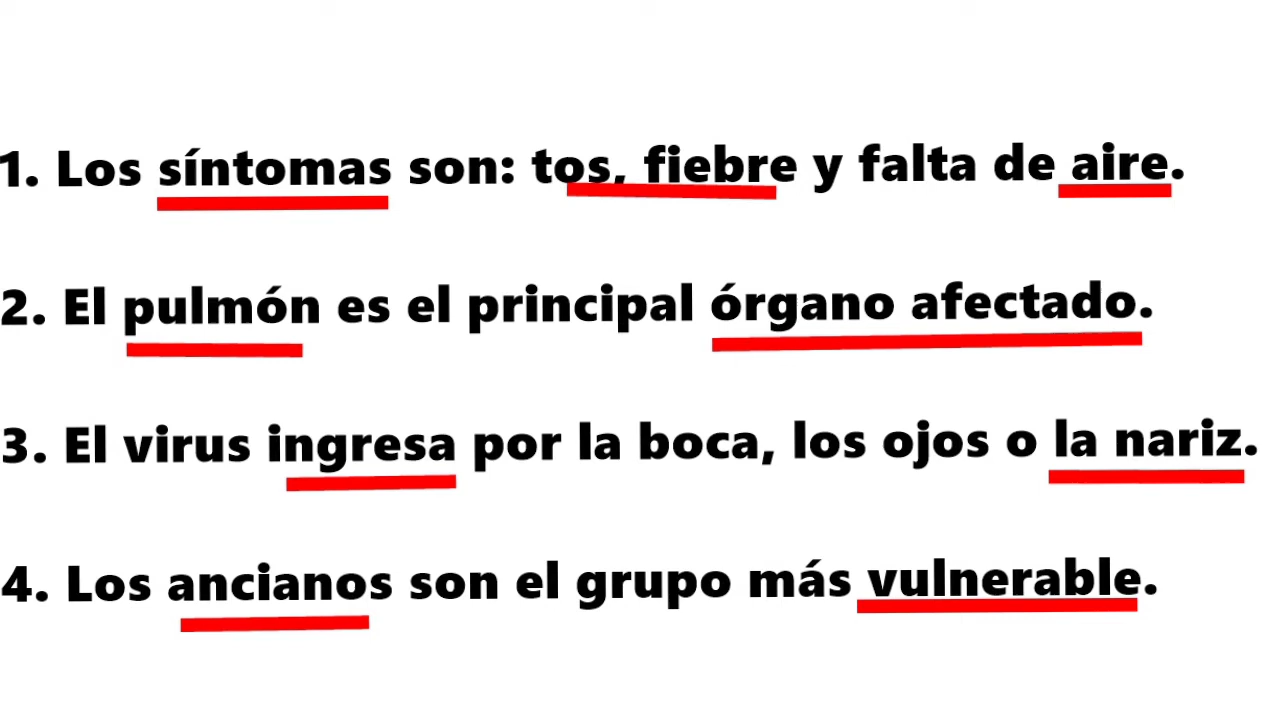 1. Los síntomas son: tos, fiebre y falta de aire.
2. El pulmón es el principal órgano afectado.
3. El virus ingresa por la boca, los ojos o la nariz.
4. Los ancianos son el grupo más vulnerable.